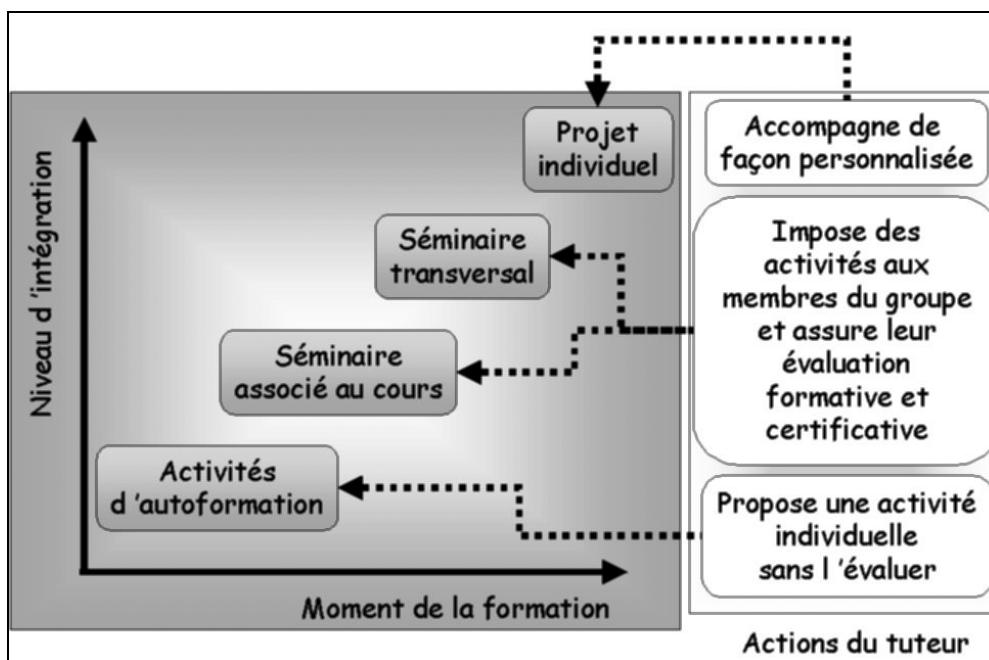 Projet
individuel
Séminaire
transversal
Séminaire
associé au cours
Activités
d 'autoformation
Niveau d 'intégration
Moment de la formation
Accompagne de
façon personnalisée
Impose des
activités aux
membres du groupe
et assure leur
évaluation
formative et
certificative
Propose une activité
individuelle
sans l 'évaluer
Actions du tuteur